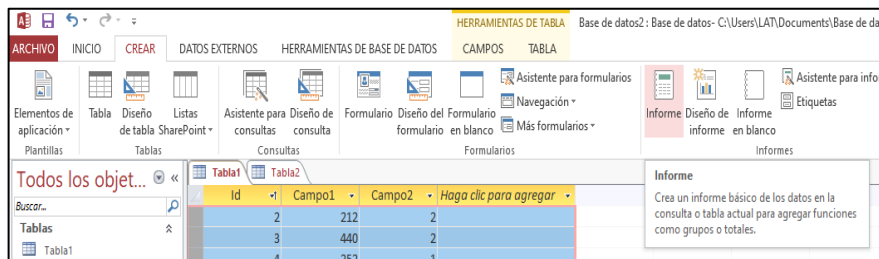 HERRAMIENTAS DE TABLA Base de datos2 : Base de datos- C:\Users\LAT\Documents\Base de da
ARCHIVO INICIO CREAR DATOS EXTERNOS HERRAMIENTAS DE BASE DE DATOS CAMPOS TABLA
Elementos de aplicación
Tabla
Diseño de tabla
Listas SharePoint
Asistente para consultas
Diseño de consulta
Formulario
Diseño del formulario
Formulario en blanco
Asistente para formularios
Navegación
Más formularios
Informe
Diseño de informe
Informe en blanco
Asistente para info
Etiquetas
Plantillas Tablas Consultas Formularios Informes
Todos los objet...
Buscar...
Tablas
Tabla1
Tabla1 Tabla2
Id Campo1 Campo2 Haga clic para agregar
2 212 2
3 440 2
Informe
Crea un informe básico de los datos en la
consulta o tabla actual para agregar funciones
como grupos o totales.